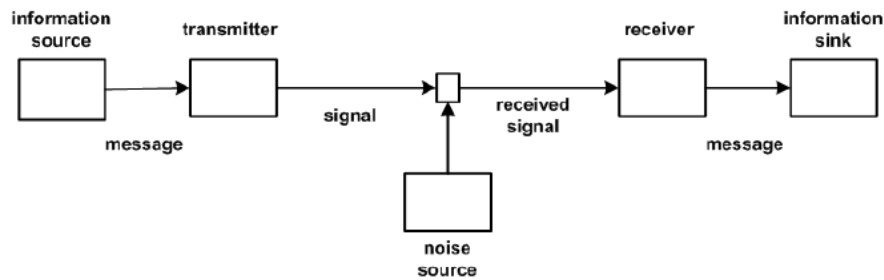 information
source
transmitter
receiver
information
sink
signal
received
signal
message
message
noise
source